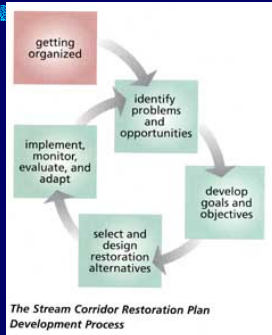 getting
organized
identify
problems
and
opportunities
develop
goals and
objectives
select and
design
restoration
alternatives
implement,
monitor,
evaluate, and
adapt
The Stream Corridor Restoration Plan
Development Process